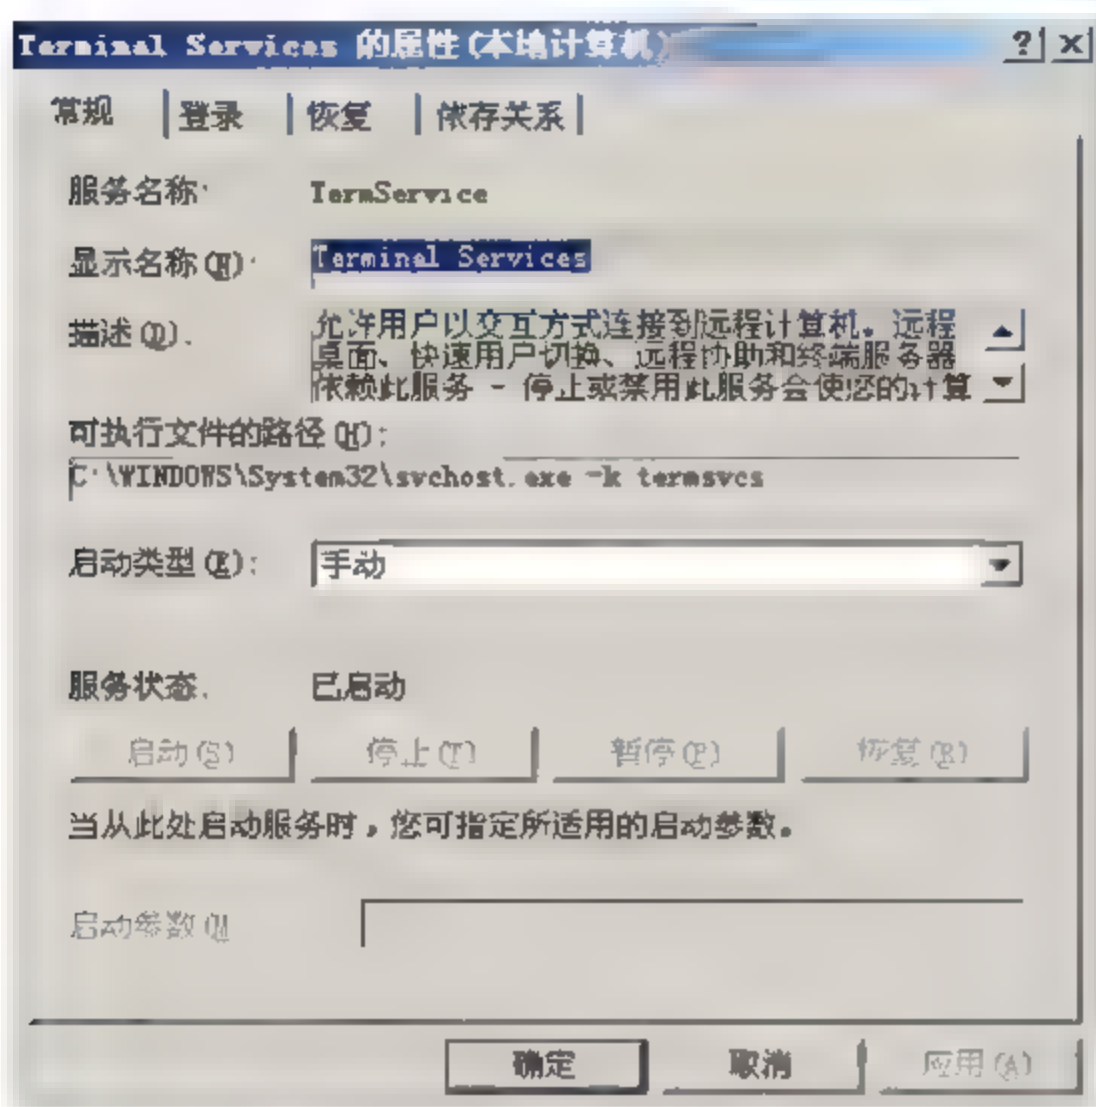 Terminal Services 的属性(本地计算机)
常规 登录 恢复 依存关系
服务名称: TermService
显示名称(N): Terminal Services
描述(D): 允许用户以交互方式连接到远程计算机。远程
桌面、快速用户切换、远程协助和终端服务器
依赖此服务 - 停止或禁用此服务会使您的计算
可执行文件的路径(H):
C:\WINDOWS\System32\svchost.exe -k termsvcs
启动类型(E): 手动
服务状态: 已启动
启动(S) 停止(T) 暂停(P) 恢复(R)
当从此处启动服务时，您可指定所适用的启动参数。
启动参数(M
确定 取消 应用(A)